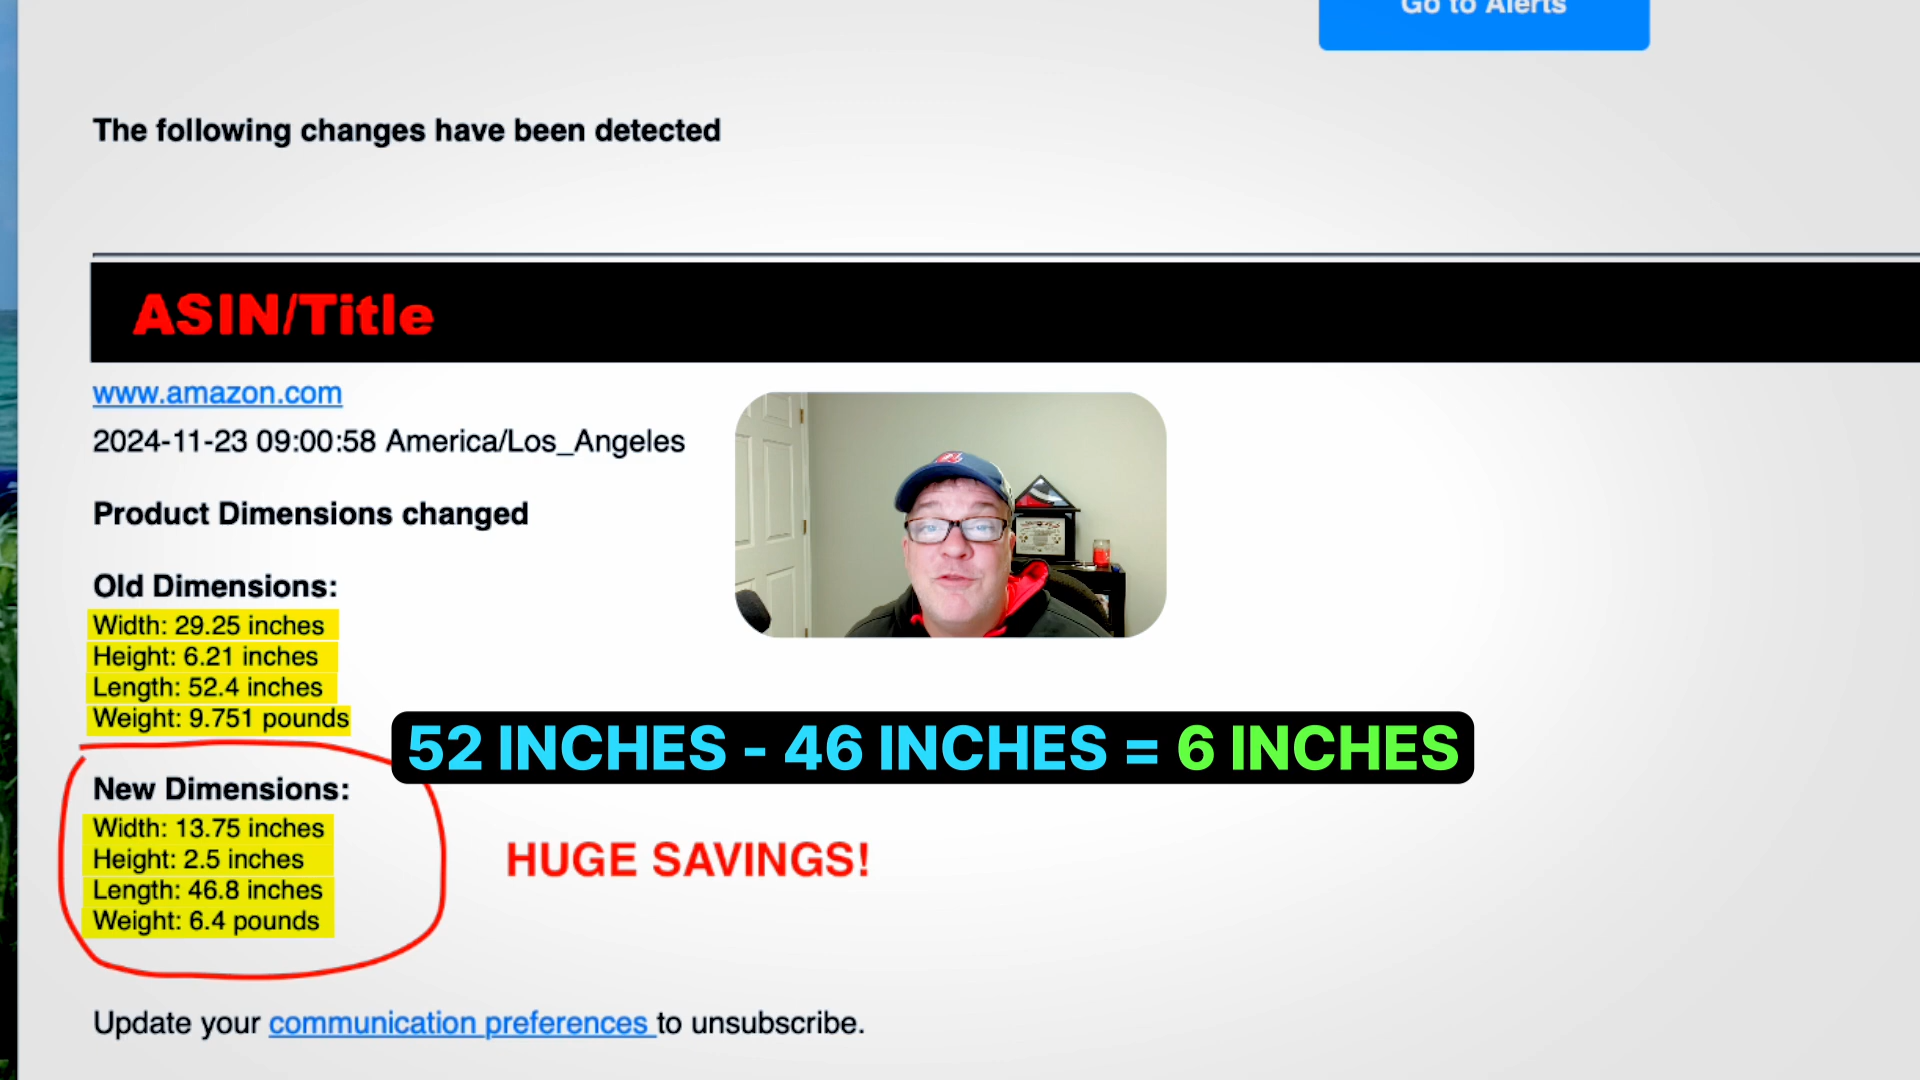 Go to Alerts
The following changes have been detected
ASIN/Title
www.amazon.com
2024-11-23 09:00:58 America/Los_Angeles
Product Dimensions changed
Old Dimensions:
Width: 29.25 inches
Height: 6.21 inches
Length: 52.4 inches
Weight: 9.751 pounds
52 INCHES - 46 INCHES = 6 INCHES
New Dimensions:
Width: 13.75 inches
Height: 2.5 inches
Length: 46.8 inches
Weight: 6.4 pounds
HUGE SAVINGS!
Update your communication preferences to unsubscribe.